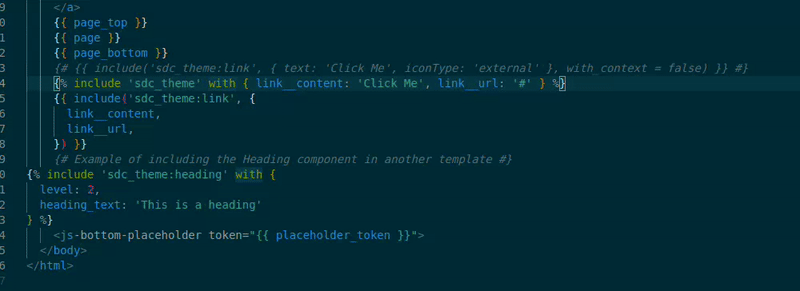 9 </a>
0 {{ page_top }}
1 {{ page }}
2 {{ page_bottom }}
3 {# {{ include('sdc_theme:link', { text: 'Click Me', iconType: 'external' }, with_context = false) }} #}
4 {% include 'sdc_theme' with { link__content: 'Click Me', link__url: '#' } %}
5 {{ include('sdc_theme:link', {
6 link__content,
7 link__url,
8 }) }}
9 {# Example of including the Heading component in another template #}
0 {% include 'sdc_theme:heading' with {
1 level: 2,
2 heading_text: 'This is a heading'
3 } %}
4 <js-bottom-placeholder token="{{ placeholder_token }}">
5 </body>
6 </html>
7